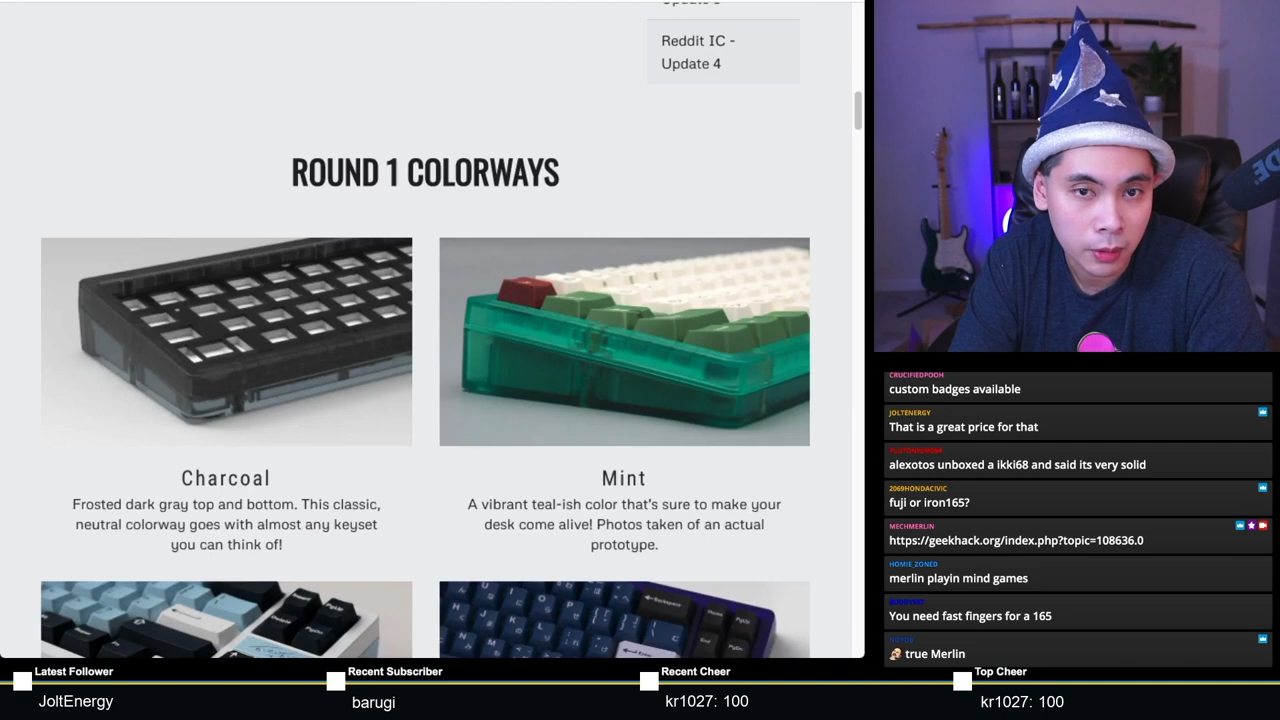 Reddit IC -
Update 4
ROUND 1 COLORWAYS
Charcoal
Frosted dark gray top and bottom. This classic,
neutral colorway goes with almost any keyset
you can think of!
Mint
A vibrant teal-ish color that's sure to make your
desk come alive! Photos taken of an actual
prototype.
CRUCIFIEDPOOH
custom badges available
JOLTENERGY
That is a great price for that
alexotos unboxed a ikki68 and said its very solid
2069HONDACIVIC
fuji or iron165?
MECHMERLIN
https://geekhack.org/index.php?topic=108636.0
HOMIE_ZONED
merlin playin mind games
You need fast fingers for a 165
true Merlin
Latest Follower
JoltEnergy
Recent Subscriber
barugi
Recent Cheer
kr1027: 100
Top Cheer
kr1027: 100